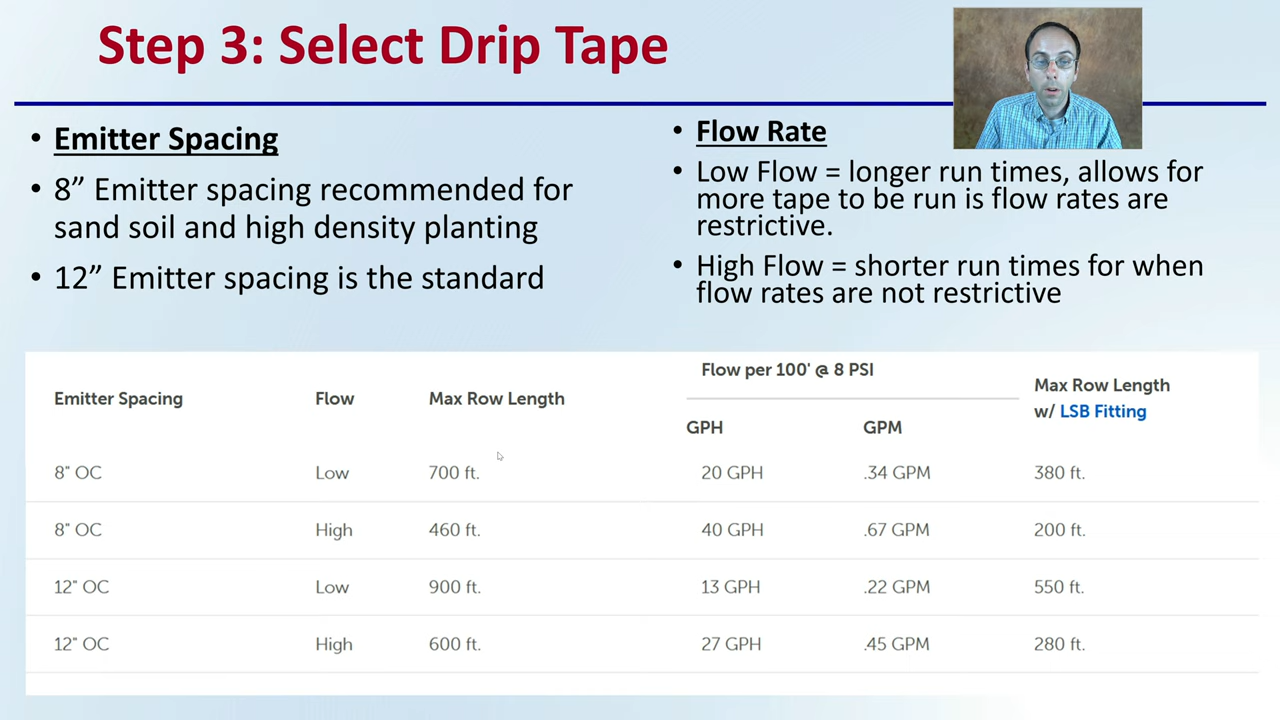 Step 3: Select Drip Tape
• Emitter Spacing
• 8” Emitter spacing recommended for
sand soil and high density planting
• 12” Emitter spacing is the standard
• Flow Rate
• Low Flow = longer run times, allows for
more tape to be run is flow rates are
restrictive.
• High Flow = shorter run times for when
flow rates are not restrictive
Emitter Spacing Flow Max Row Length Flow per 100' @ 8 PSI Max Row Length
w/ LSB Fitting
GPH GPM
8" OC Low 700 ft. 20 GPH .34 GPM 380 ft.
8" OC High 460 ft. 40 GPH .67 GPM 200 ft.
12" OC Low 900 ft. 13 GPH .22 GPM 550 ft.
12" OC High 600 ft. 27 GPH .45 GPM 280 ft.